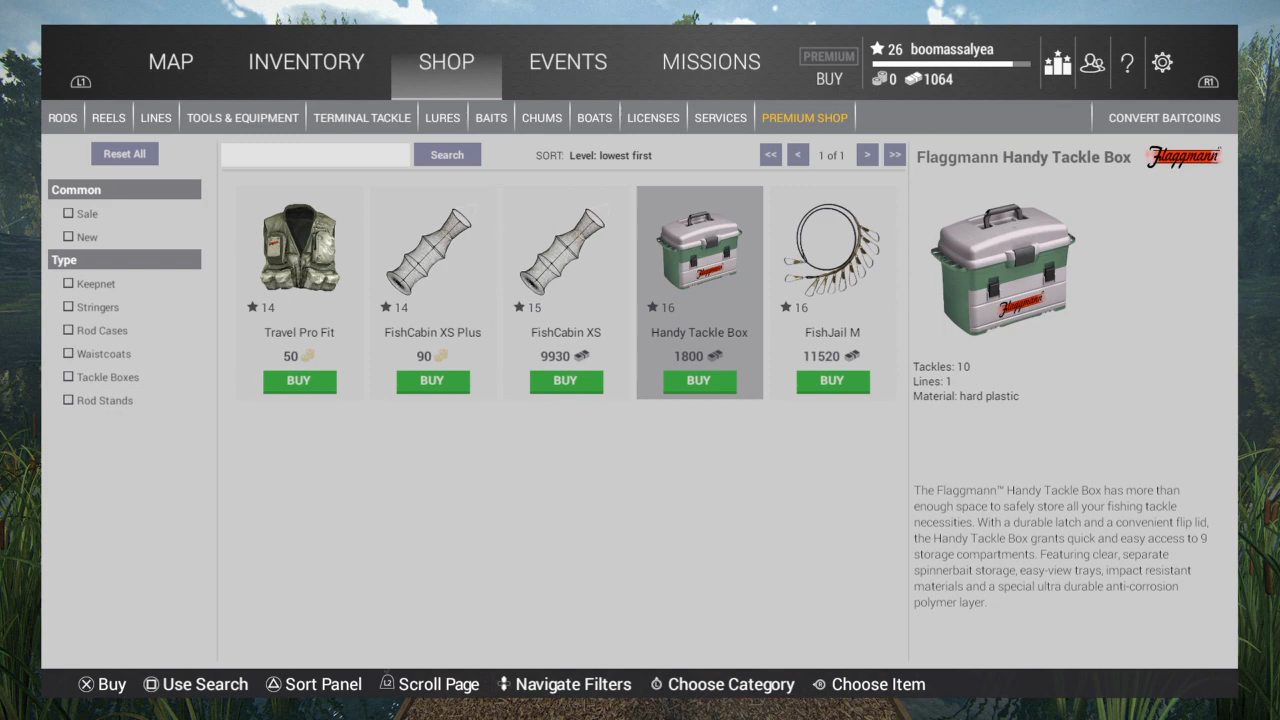 MAP
INVENTORY
SHOP
EVENTS
MISSIONS
PREMIUM
BUY
26 boomassalyea
0 1064
L1
R1
RODS
REELS
LINES
TOOLS & EQUIPMENT
TERMINAL TACKLE
LURES
BAITS
CHUMS
BOATS
LICENSES
SERVICES
PREMIUM SHOP
CONVERT BAITCOINS
Reset All
Search
SORT: Level: lowest first
<<
<
1 of 1
>
>>
Common
Sale
New
Type
Keepnet
Stringers
Rod Cases
Waistcoats
Tackle Boxes
Rod Stands
14
Travel Pro Fit
50
BUY
14
FishCabin XS Plus
90
BUY
15
FishCabin XS
9930
BUY
Flaggmann
16
Handy Tackle Box
1800
BUY
16
FishJail M
11520
BUY
Flaggmann Handy Tackle Box
Flaggmann
Flaggmann
Tackles: 10
Lines: 1
Material: hard plastic
The Flaggmann™ Handy Tackle Box has more than
enough space to safely store all your fishing tackle
necessities. With a durable latch and a convenient flip lid,
the Handy Tackle Box grants quick and easy access to 9
storage compartments. Featuring clear, separate
spinnerbait storage, easy-view trays, impact resistant
materials and a special ultra durable anti-corrosion
polymer layer.
Buy
Use Search
Sort Panel
L2 Scroll Page
Navigate Filters
Choose Category
Choose Item